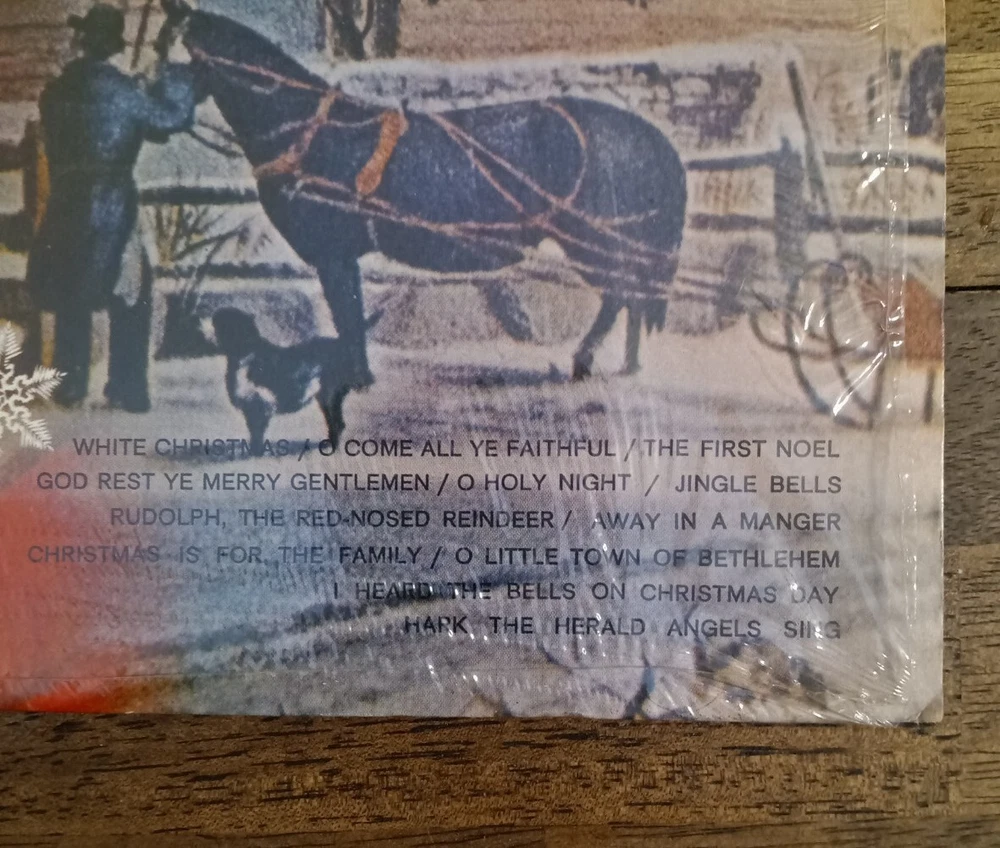 WHITE CHRISTMAS / O COME ALL YE FAITHFUL / THE FIRST NOEL
GOD REST YE MERRY GENTLEMEN / O HOLY NIGHT / JINGLE BELLS
RUDOLPH, THE RED-NOSED REINDEER / AWAY IN A MANGER
CHRISTMAS IS FOR THE FAMILY / O LITTLE TOWN OF BETHLEHEM
I HEARD THE BELLS ON CHRISTMAS DAY
HARK THE HERALD ANGELS SING